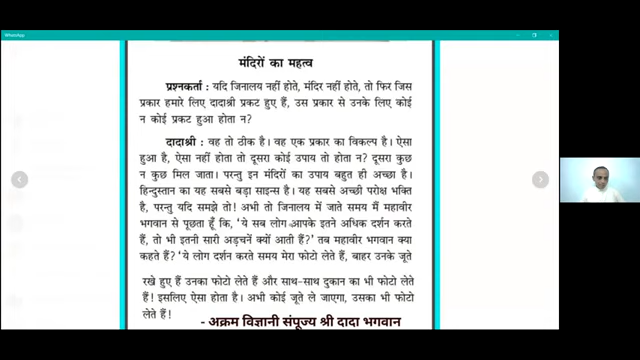 WhatsApp
मंदिरों का महत्व
प्रश्नकर्ता : यदि जिनालय नहीं होते, मंदिर नहीं होते, तो फिर जिस
प्रकार हमारे लिए दादाश्री प्रकट हुए हैं, उस प्रकार से उनके लिए कोई
न कोई प्रकट हुआ होता न?
दादाश्री : वह तो ठीक है। वह एक प्रकार का विकल्प है। ऐसा
हुआ है, ऐसा नहीं होता तो दूसरा कोई उपाय तो होता न? दूसरा कुछ
न कुछ मिल जाता। परन्तु इन मंदिरों का उपाय बहुत ही अच्छा है।
हिन्दुस्तान का यह सबसे बड़ा साइन्स है। यह सबसे अच्छी परोक्ष भक्ति
है, परन्तु यदि समझे तो! अभी तो जिनालय में जाते समय मैं महावीर
भगवान से पूछता हूँ कि, ‘ये सब लोग आपके इतने अधिक दर्शन करते
हैं, तो भी इतनी सारी अड़चनें क्यों आती हैं?’ तब महावीर भगवान क्या
कहते हैं? ‘ये लोग दर्शन करते समय मेरा फोटो लेते हैं, बाहर उनके जूते
रखे हुए हैं उनका फोटो लेते हैं और साथ-साथ दुकान का भी फोटो लेते
हैं! इसलिए ऐसा होता है। अभी कोई जूते ले जाएगा, उसका भी फोटो
लेते हैं!
- अक्रम विज्ञानी संपूज्य श्री दादा भगवान